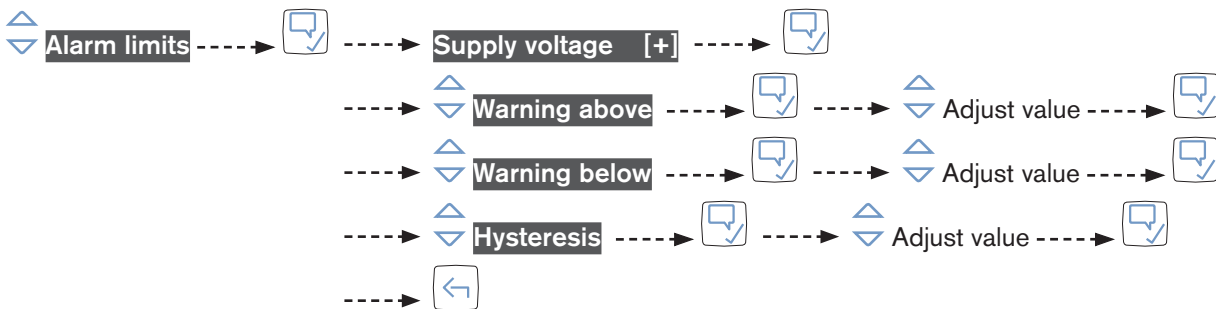 Alarm limits Supply voltage [+]
Warning above Adjust value
Warning below Adjust value
Hysteresis Adjust value